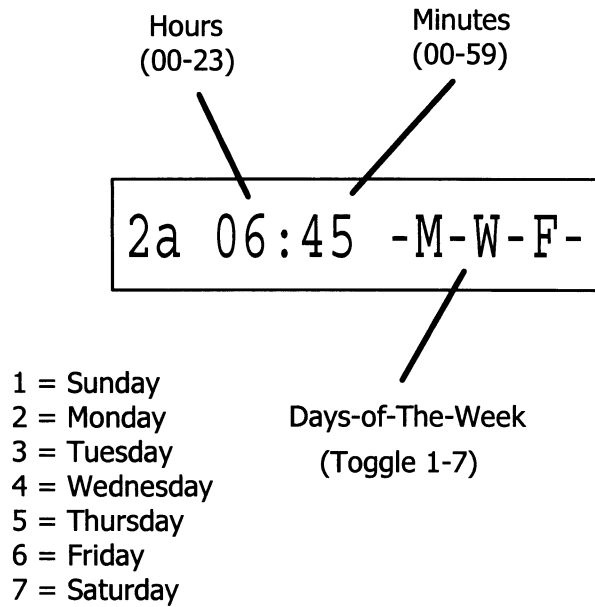 Hours
(00-23)
Minutes
(00-59)
2a 06:45 -M-W-F-
1 = Sunday
2 = Monday
3 = Tuesday
4 = Wednesday
5 = Thursday
6 = Friday
7 = Saturday
Days-of-The-Week
(Toggle 1-7)